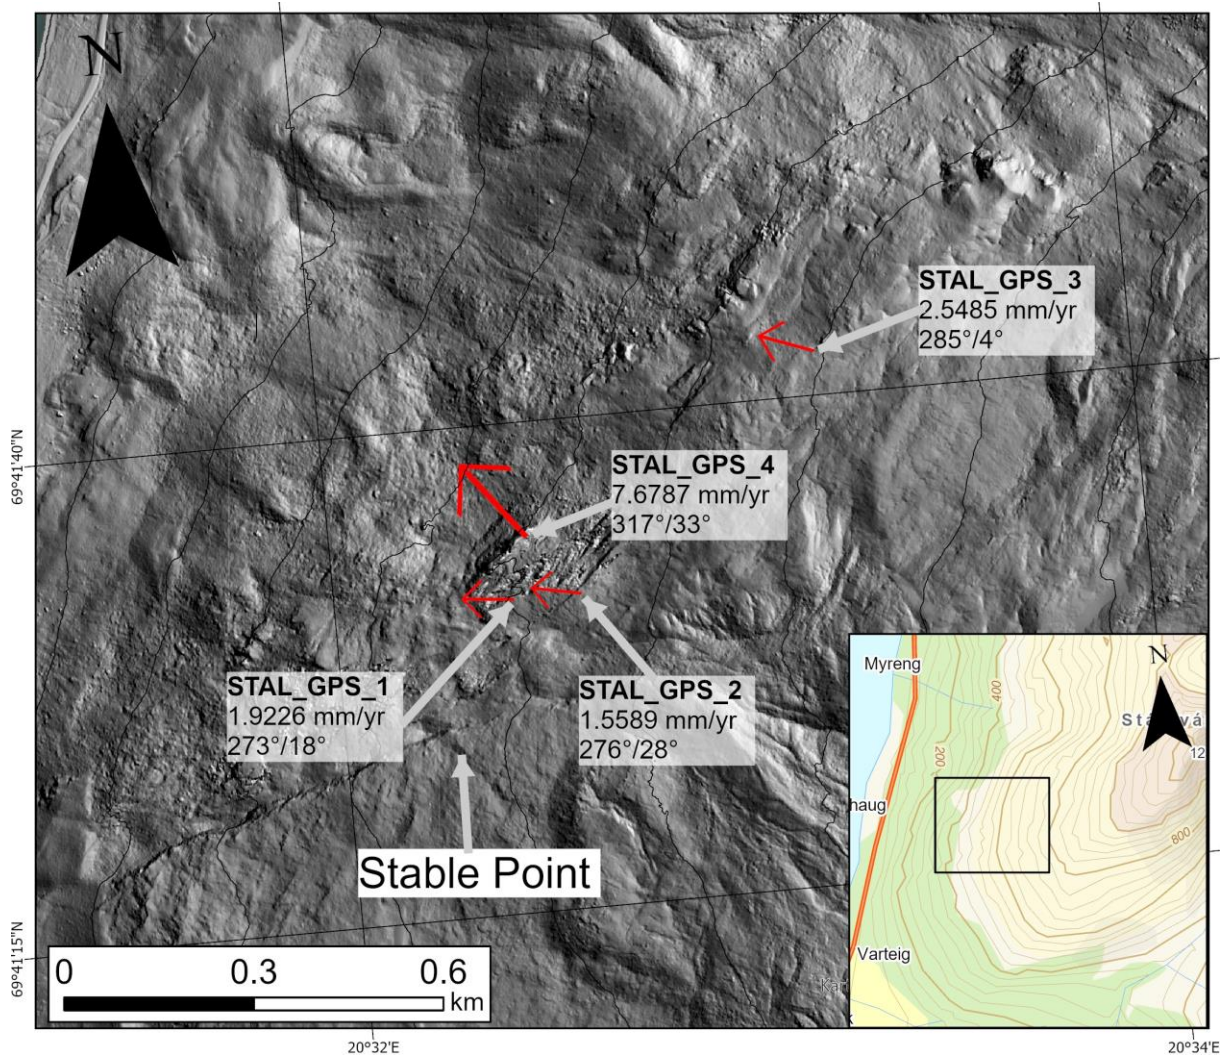 N
STAL_GPS_3
2.5485 mm/yr
285°/4°
69°41'40"N
STAL_GPS_4
7.6787 mm/yr
317°/33°
STAL_GPS_1
1.9226 mm/yr
273°/18°
STAL_GPS_2
1.5589 mm/yr
276°/28°
Stable Point
69°41'15"N
0 0.3 0.6
km
20°32'E
20°34'E
Myreng
N
400
200
12
haug
800
Varteig